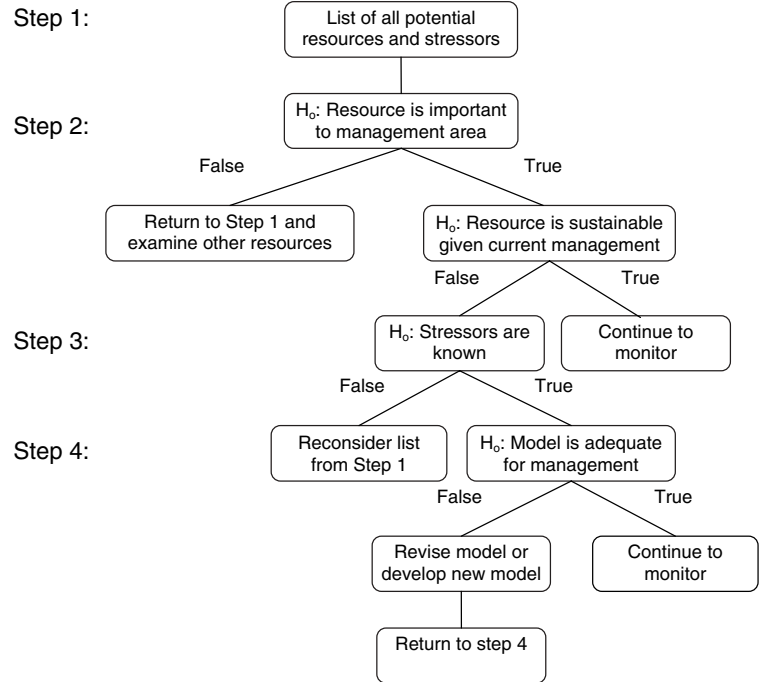 Step 1:
List of all potential
resources and stressors
Step 2:
Hₒ: Resource is important
to management area
False
True
Return to Step 1 and
examine other resources
Hₒ: Resource is sustainable
given current management
False
True
Step 3:
Hₒ: Stressors are
known
Continue to
monitor
False
True
Step 4:
Reconsider list
from Step 1
Hₒ: Model is adequate
for management
False
True
Revise model or
develop new model
Continue to
monitor
Return to step 4